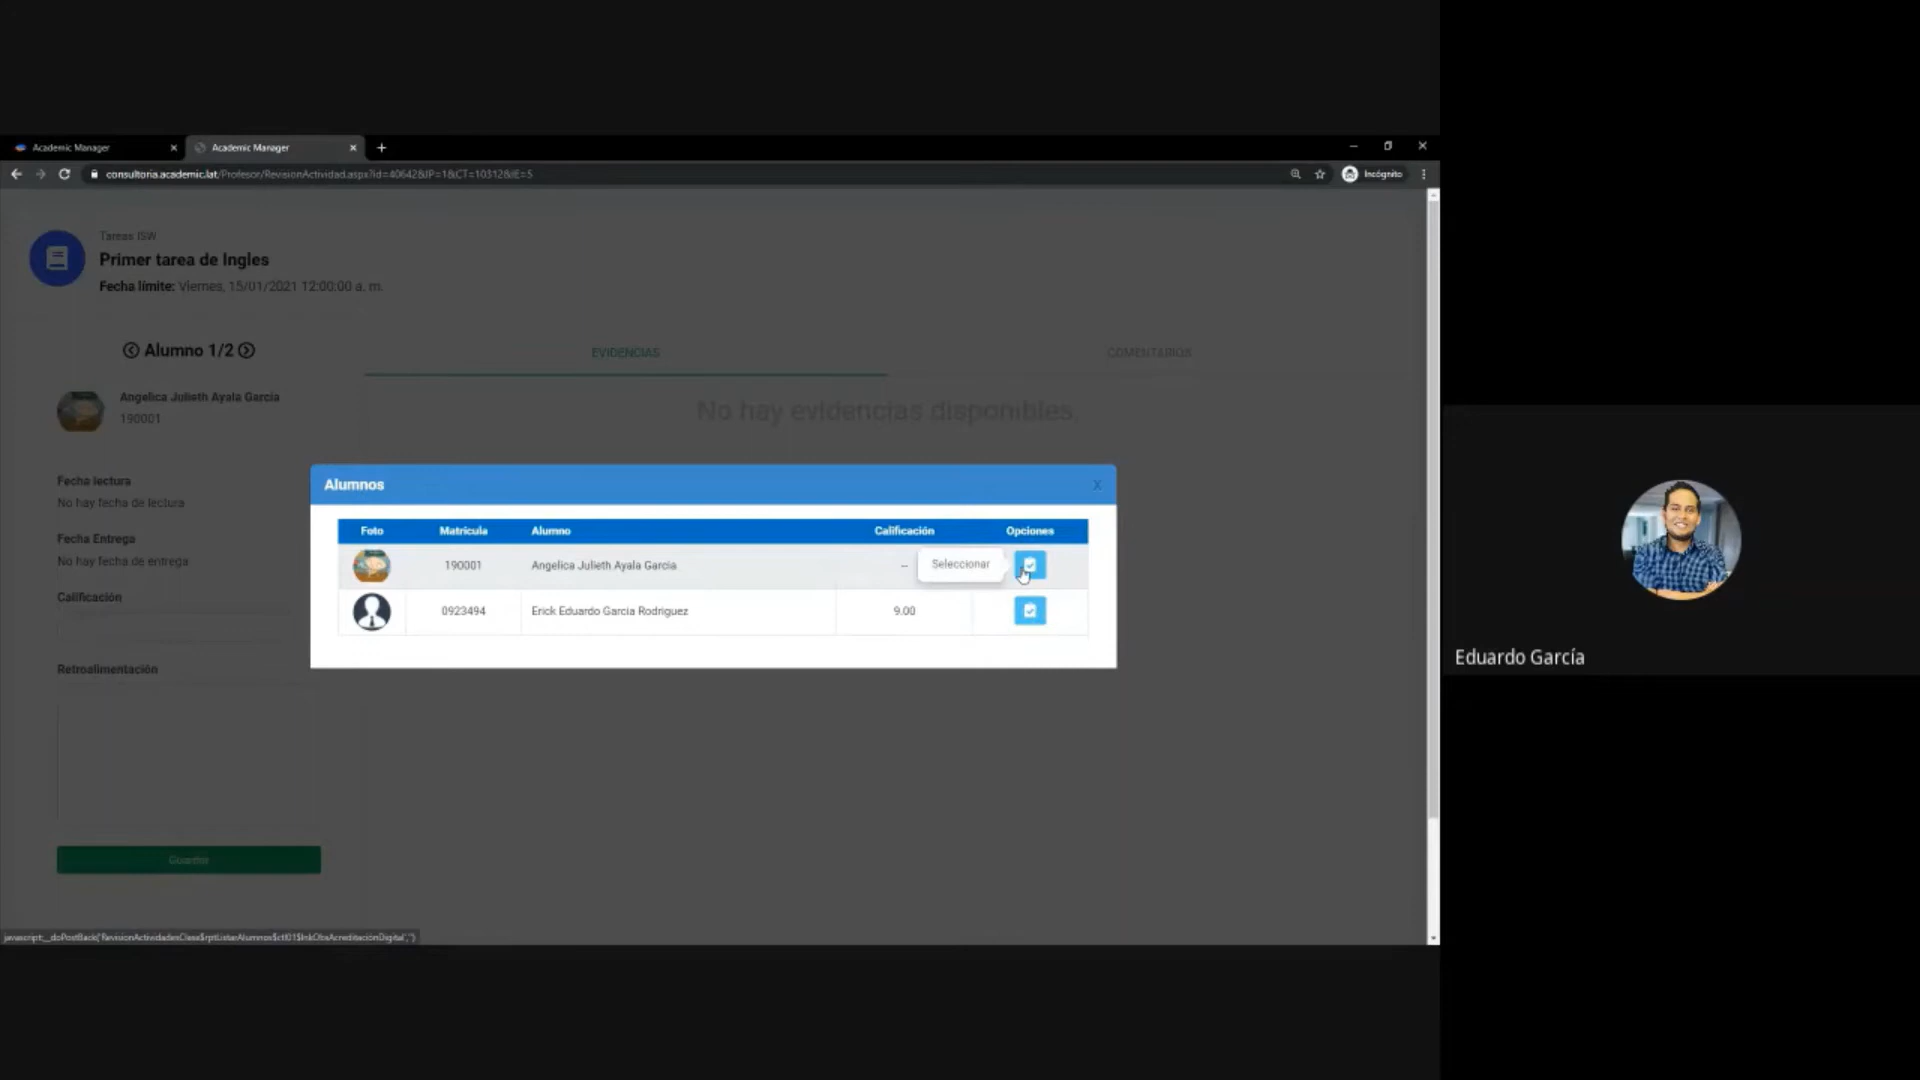 Academic Manager
Academic Manager
consultoria.academic.lat/Profesor/RevisionActividad.aspx?id=40642&IP=1&CT=10312&IE=5
Incógnito
Tareas ISW
Primer tarea de Ingles
Fecha límite: Viernes, 15/01/2021 12:00:00 a. m.
Alumno 1/2
EVIDENCIAS
COMENTARIOS
Angelica Julieth Ayala Garcia
190001
No hay evidencias disponibles.
Fecha lectura
No hay fecha de lectura
Fecha Entrega
No hay fecha de entrega
Calificación
Retroalimentación
Guardar
Alumnos
X
Foto Matrícula Alumno Calificación Opciones
190001 Angelica Julieth Ayala Garcia -- Seleccionar
0923494 Erick Eduardo Garcia Rodriguez 9.00
Eduardo García